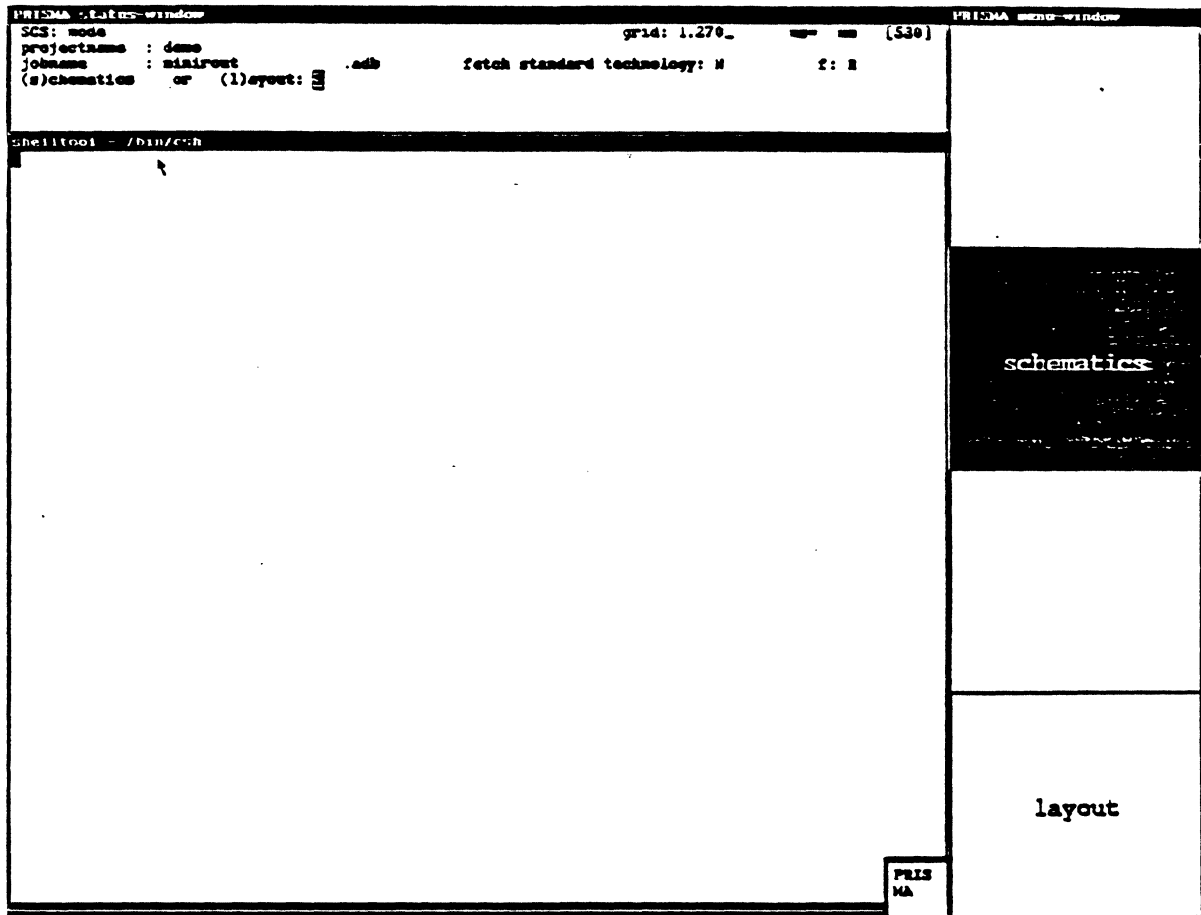 PRISMA status-window
SCS: mode grid: 1.270_ [530]
projectname : demo
jobname : minirout .adb fetch standard technology: N f: R
(s)chematics or (l)ayout:
shelltool - /bin/csh
PRISMA menu-window
schematics
layout
PRIS
MA